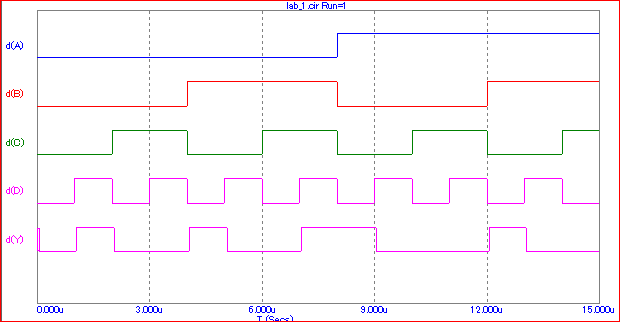 lab_1.cir Run=1
d(A)
d(B)
d(C)
d(D)
d(Y)
0.000u 3.000u 6.000u 9.000u 12.000u 15.000u
T (Secs)